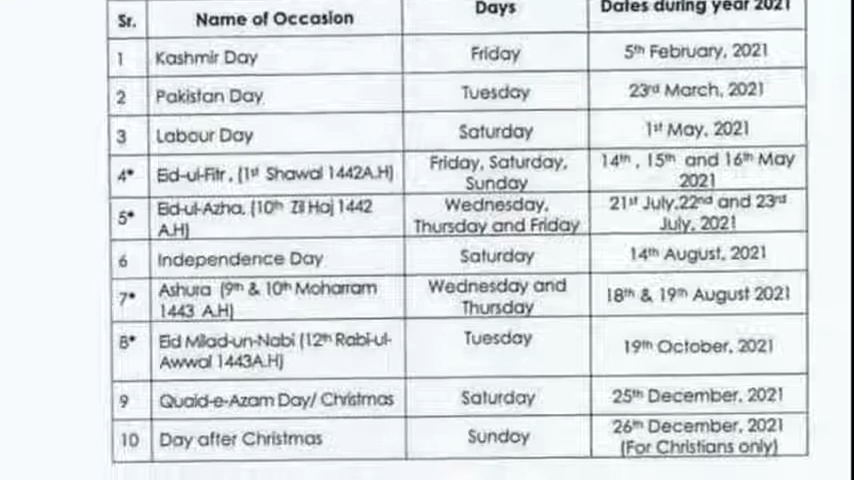 Sr. Name of Occasion Days Dates during year 2021
1 Kashmir Day Friday 5th February, 2021
2 Pakistan Day Tuesday 23rd March, 2021
3 Labour Day Saturday 1st May, 2021
4* Eid-ul-Fitr, (1st Shawal 1442A.H) Friday, Saturday, 14th, 15th and 16th May
Sunday 2021
5* Eid-ul-Azha, (10th Zil Haj 1442 Wednesday, 21st July,22nd and 23rd
A.H) Thursday and Friday July, 2021
6 Independence Day Saturday 14th August, 2021
7* Ashura (9th & 10th Moharram Wednesday and 18th & 19th August 2021
1443 A.H) Thursday
8* Eid Milad-un-Nabi (12th Rabi-ul- Tuesday 19th October, 2021
Awwal 1443A.H)
9 Quaid-e-Azam Day/ Christmas Saturday 25th December, 2021
10 Day after Christmas Sunday 26th December, 2021
(For Christians only)